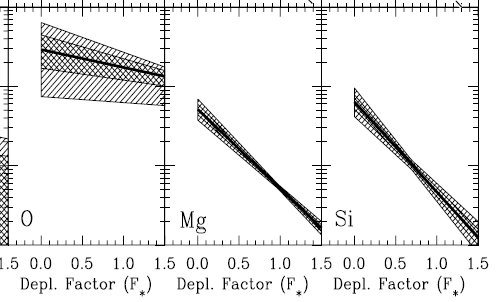 O
Mg
Si
1.5 0.0 0.5 1.0 1.5 0.0 0.5 1.0 1.5 0.0 0.5 1.0 1.5
Depl. Factor (F*) Depl. Factor (F*) Depl. Factor (F*)